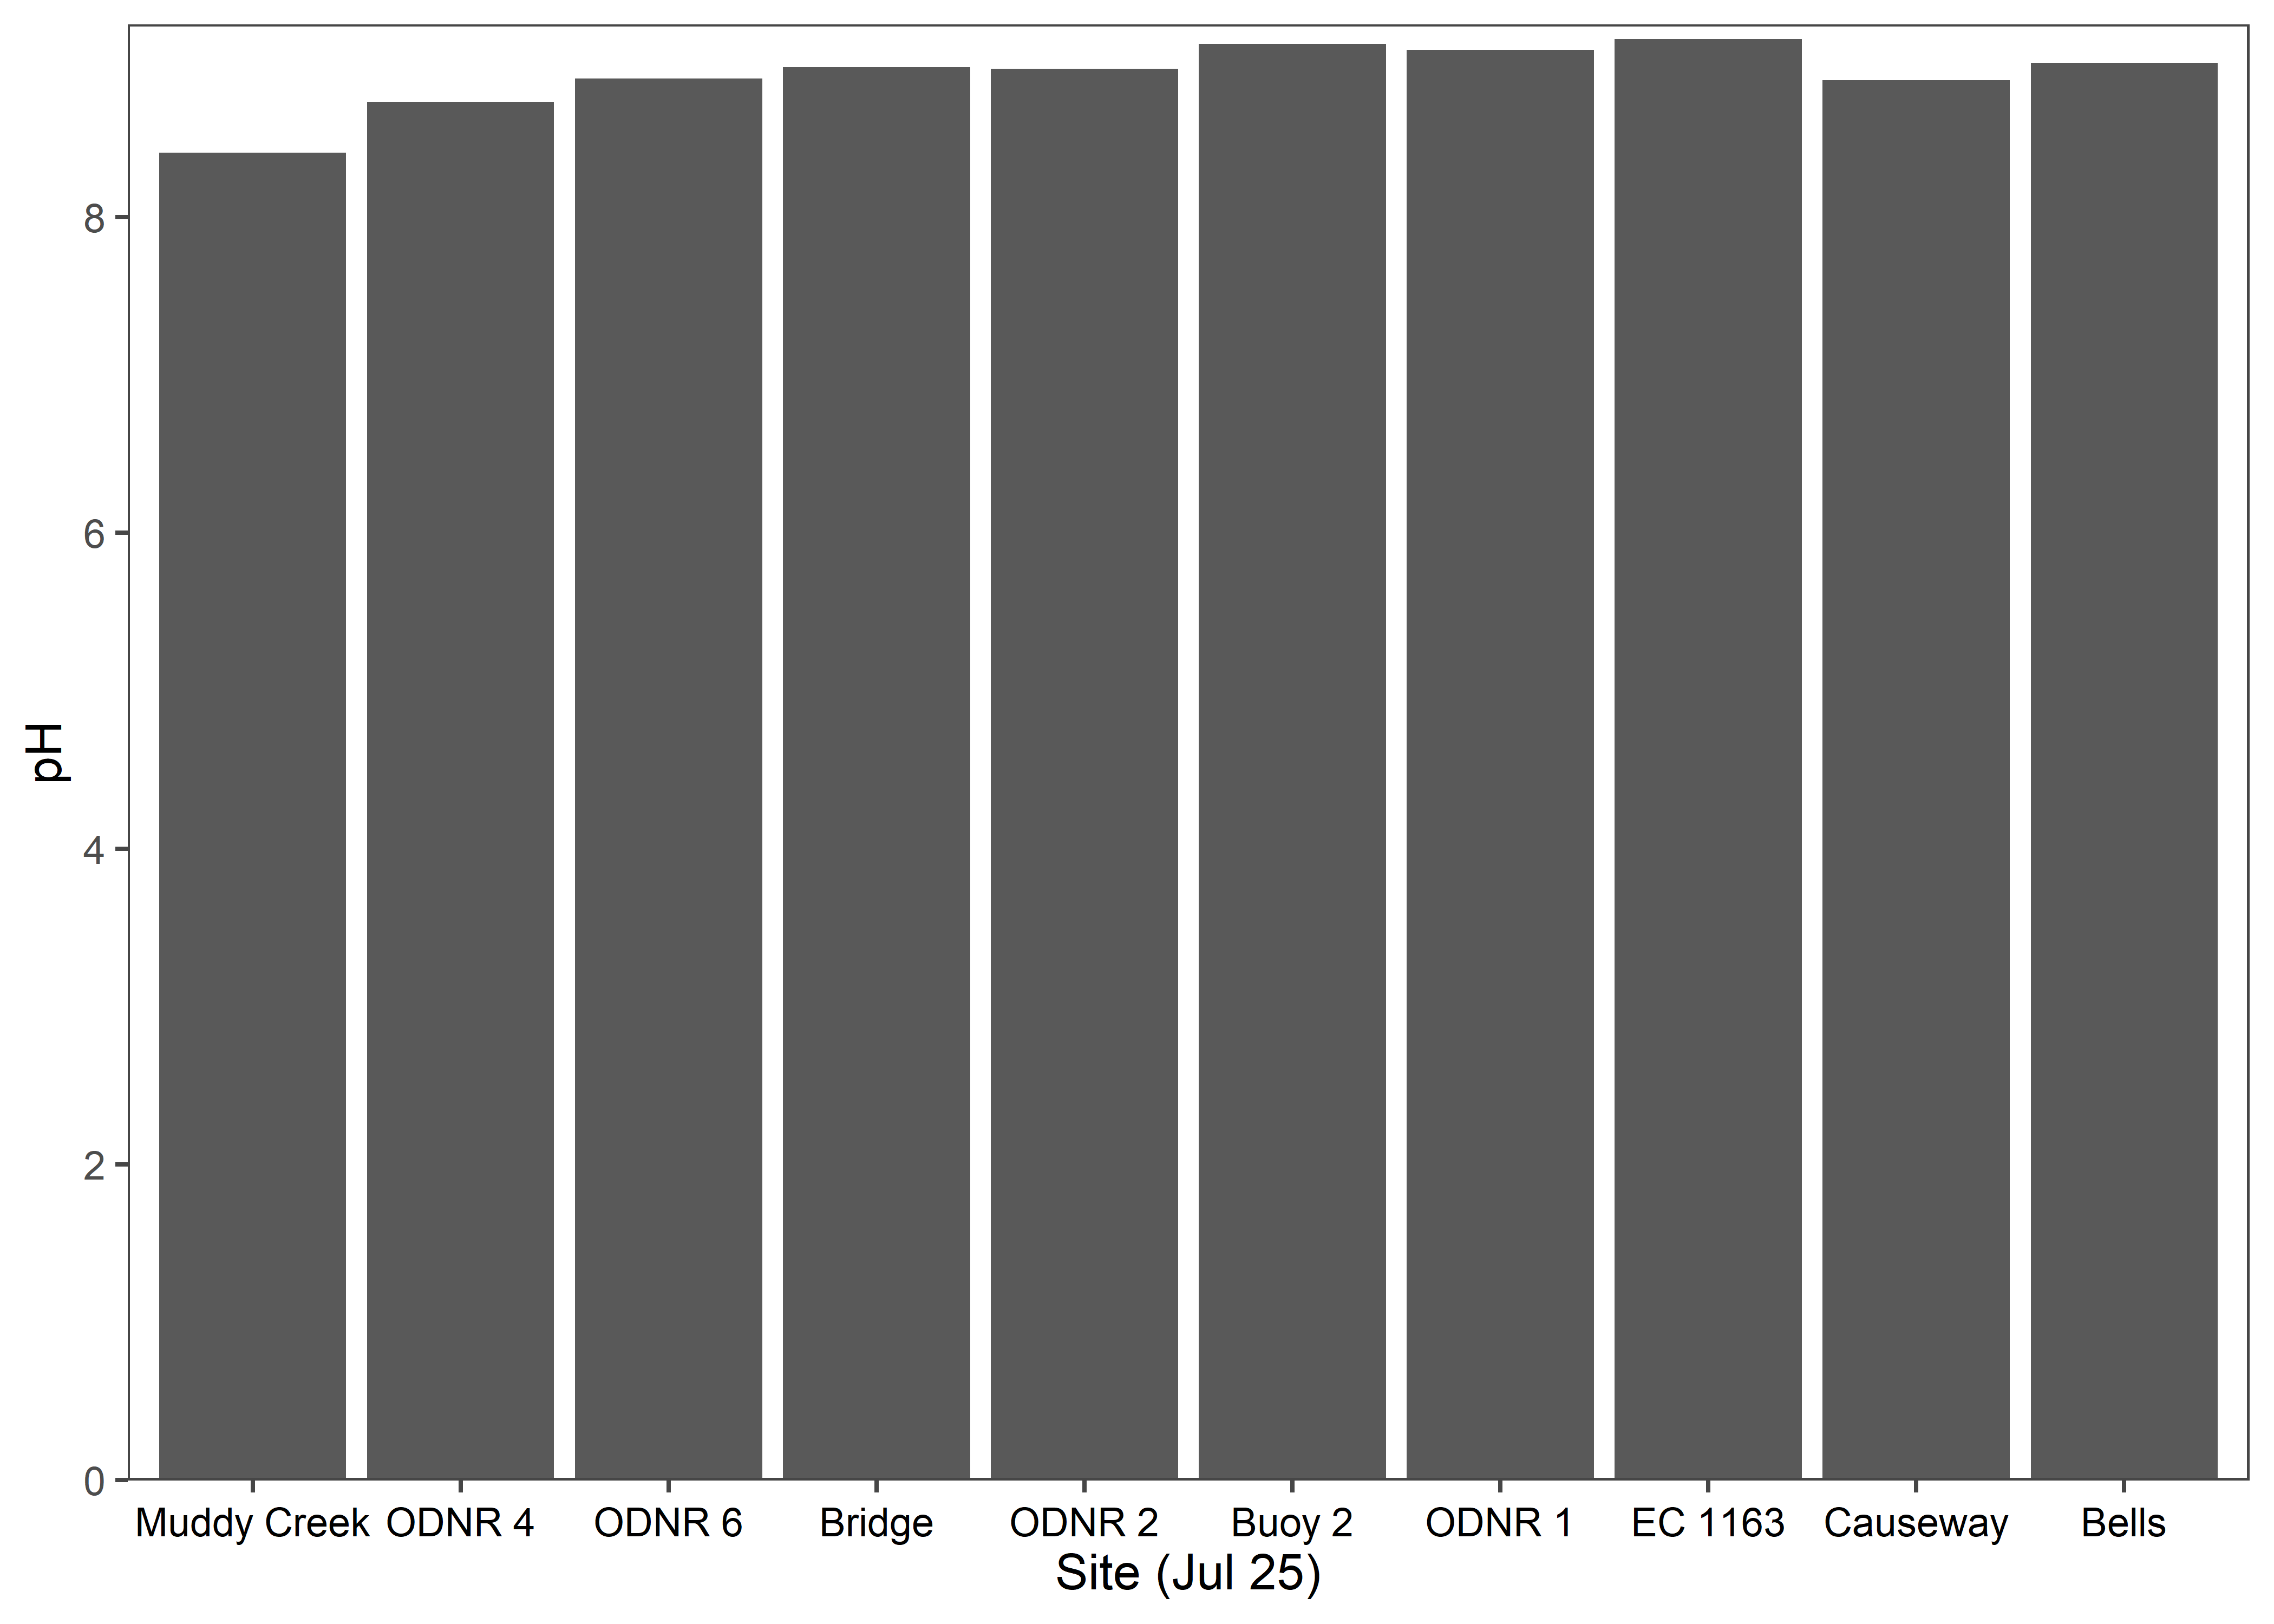 pH
8
6
4
2
0
Muddy Creek ODNR 4 ODNR 6 Bridge ODNR 2 Buoy 2 ODNR 1 EC 1163 Causeway Bells
Site (Jul 25)